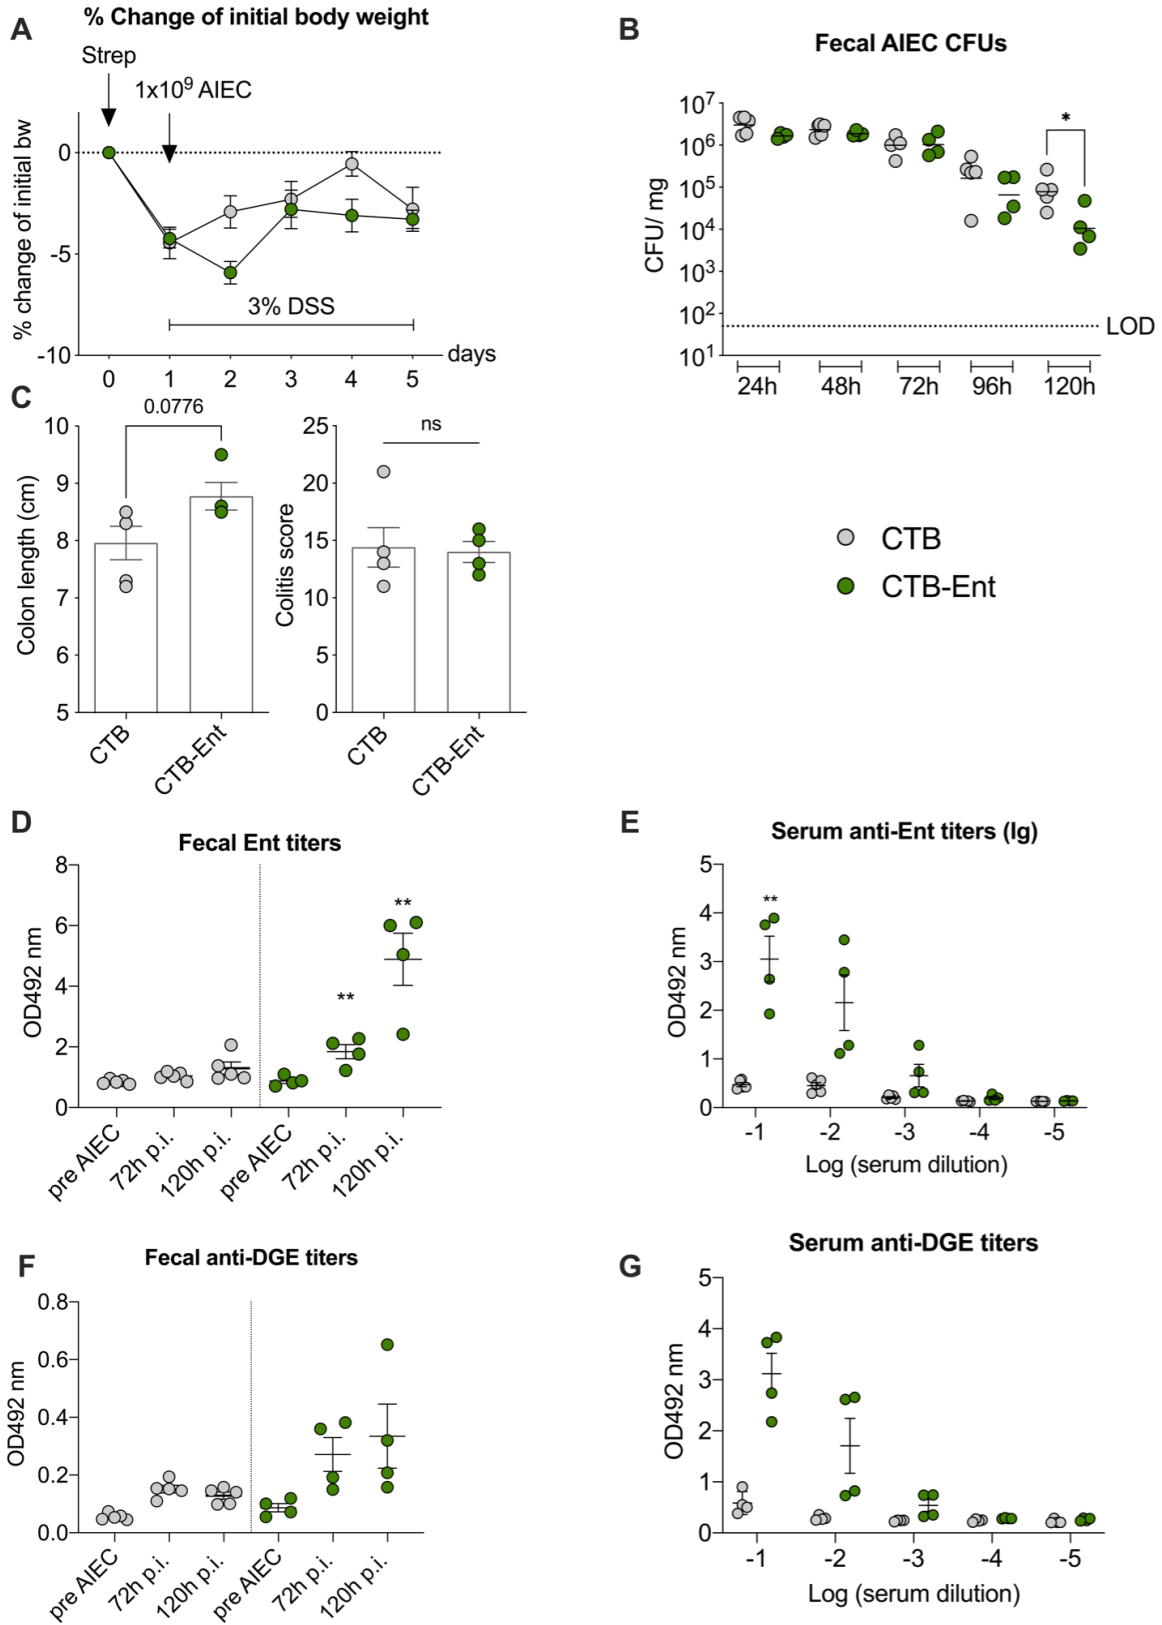 A
% Change of initial body weight
Strep
1x10⁹ AIEC
% change of initial bw
0
-5
-10
3% DSS
0 1 2 3 4 5
days
B
Fecal AIEC CFUs
CFU/ mg
10⁷
10⁶
10⁵
10⁴
10³
10²
10¹
*
LOD
24h 48h 72h 96h 120h
C
0.0776
Colon length (cm)
10
9
8
7
6
5
CTB
CTB-Ent
ns
Colitis score
25
20
15
10
5
0
CTB
CTB-Ent
CTB
CTB-Ent
D
Fecal Ent titers
OD492 nm
8
6
4
2
0
**
**
pre AIEC
72h p.i.
120h p.i.
pre AIEC
72h p.i.
120h p.i.
E
Serum anti-Ent titers (Ig)
OD492 nm
5
4
3
2
1
0
**
-1 -2 -3 -4 -5
Log (serum dilution)
F
Fecal anti-DGE titers
OD492 nm
0.8
0.6
0.4
0.2
0.0
pre AIEC
72h p.i.
120h p.i.
pre AIEC
72h p.i.
120h p.i.
G
Serum anti-DGE titers
OD492 nm
5
4
3
2
1
0
-1 -2 -3 -4 -5
Log (serum dilution)